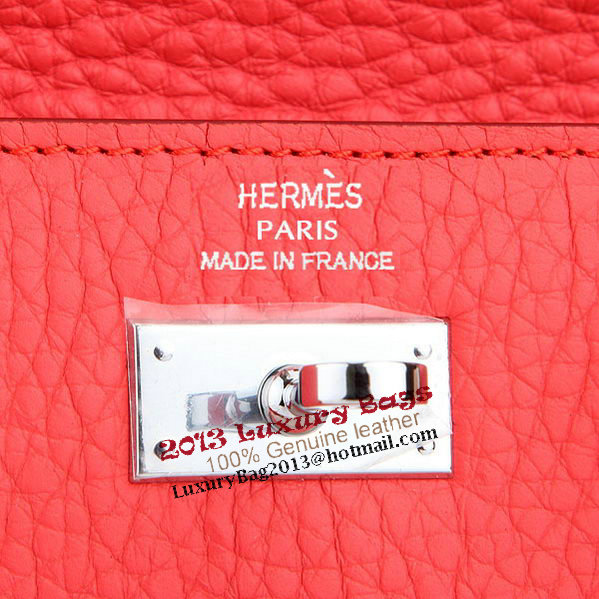 HERMÈS
PARIS
MADE IN FRANCE
2013 Luxury Bags
100% Genuine leather
LuxuryBag2013@hotmail.com